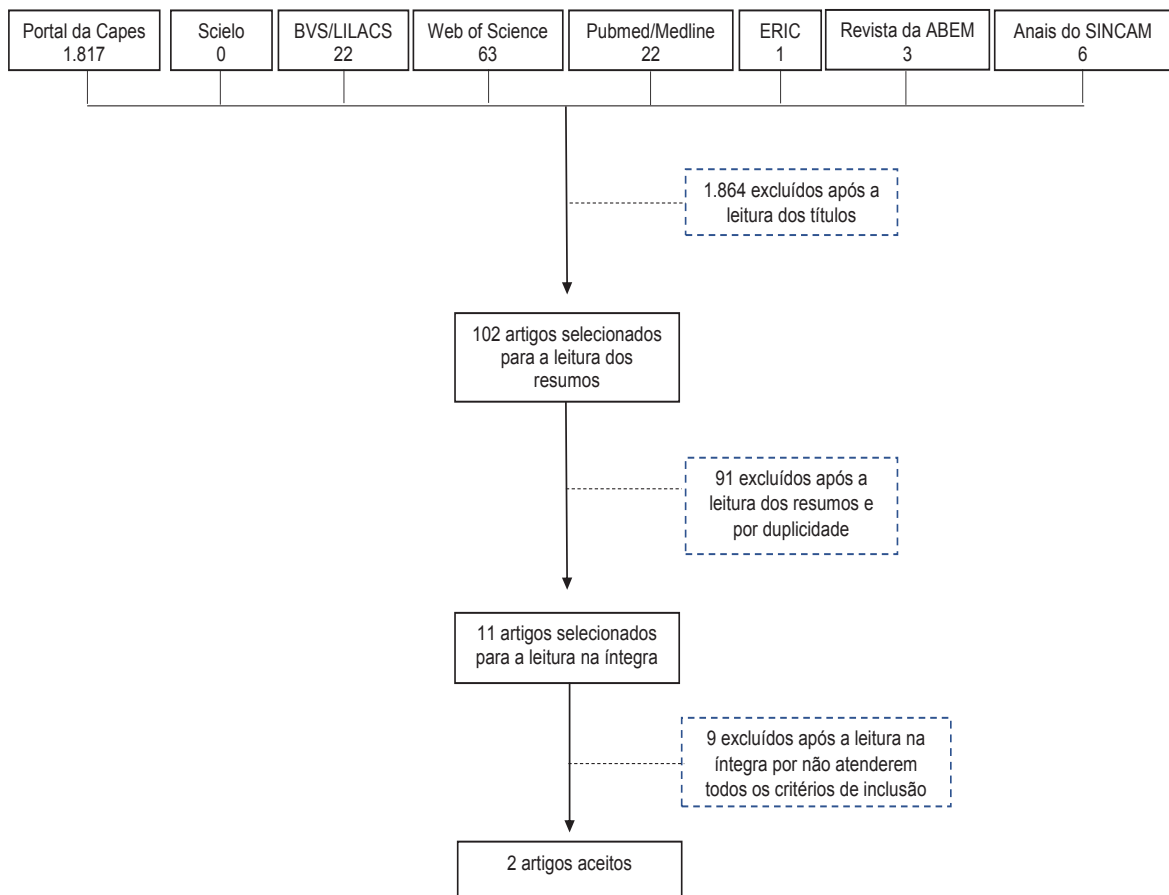 Portal da Capes
1.817
Scielo
0
BVS/LILACS
22
Web of Science
63
Pubmed/Medline
22
ERIC
1
Revista da ABEM
3
Anais do SINCAM
6
1.864 excluídos após a
leitura dos títulos
102 artigos selecionados
para a leitura dos
resumos
91 excluídos após a
leitura dos resumos e
por duplicidade
11 artigos selecionados
para a leitura na íntegra
9 excluídos após a leitura na
íntegra por não atenderem
todos os critérios de inclusão
2 artigos aceitos